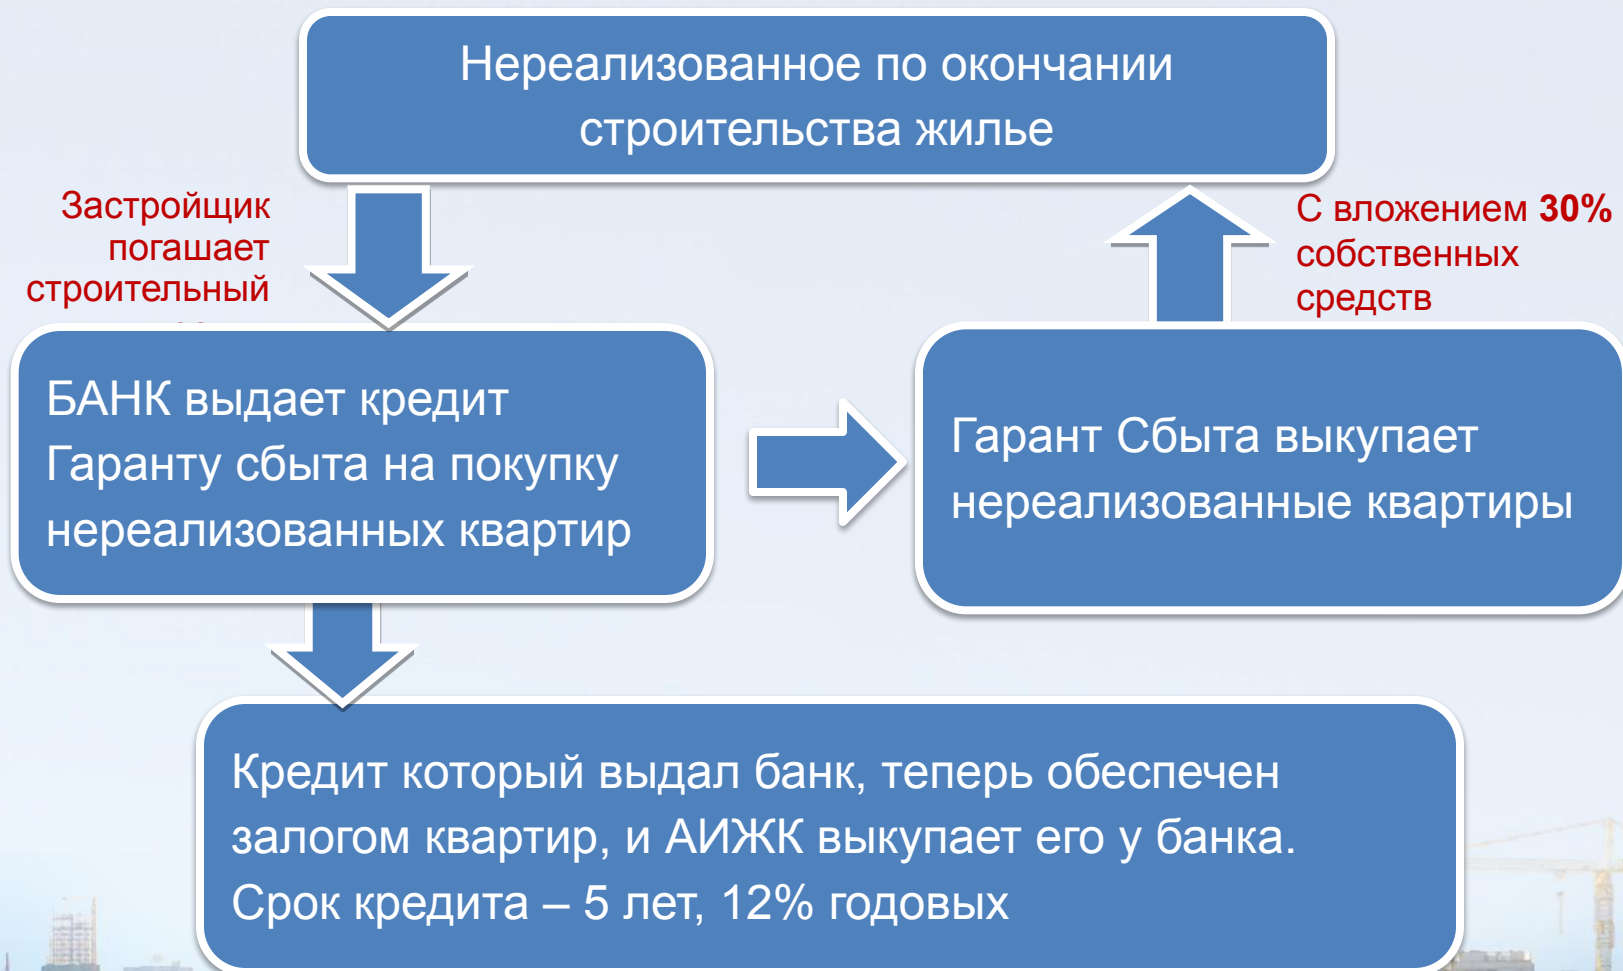 Нереализованное по окончании
строительства жилье
Застройщик
погашает
строительный
С вложением 30%
собственных
средств
БАНК выдает кредит
Гаранту сбыта на покупку
нереализованных квартир
Гарант Сбыта выкупает
нереализованные квартиры
Кредит который выдал банк, теперь обеспечен
залогом квартир, и АИЖК выкупает его у банка.
Срок кредита – 5 лет, 12% годовых